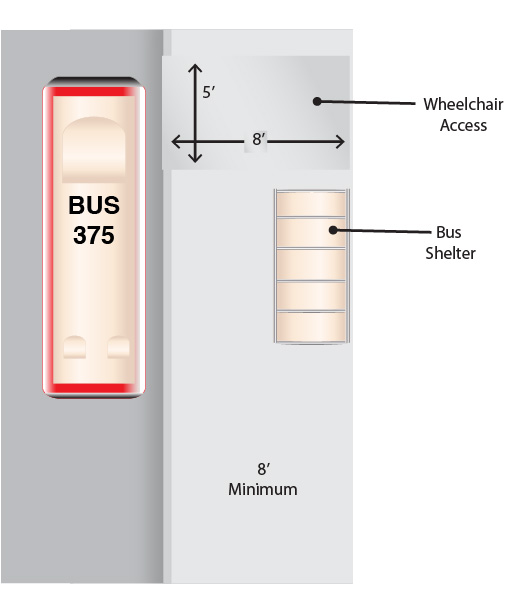 5'
8'
Wheelchair
Access
BUS
375
Bus
Shelter
8'
Minimum